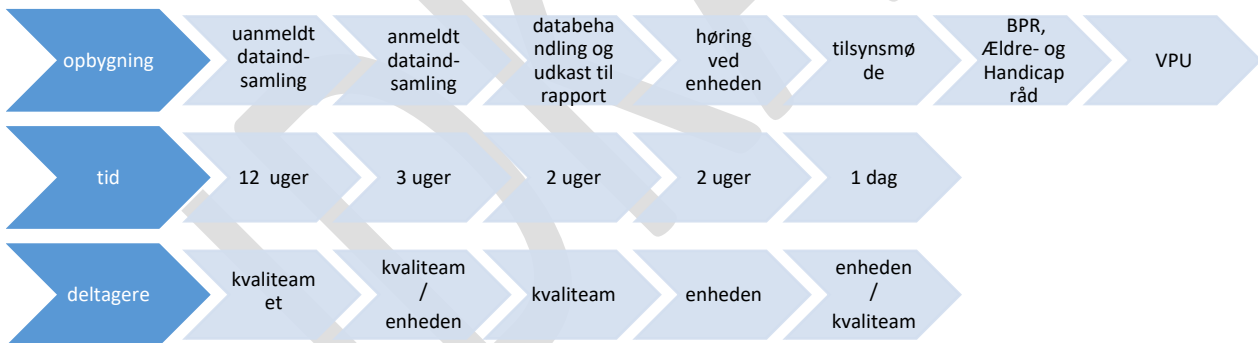 opbygning
uanmeldt
dataind-
samling
anmeldt
dataind-
samling
databeha
ndling og
udkast til
rapport
høring
ved
enheden
tilsynsmø
de
BPR,
Ældre- og
Handicap
råd
VPU
tid
12 uger
3 uger
2 uger
2 uger
1 dag
deltagere
kvaliteam
et
kvaliteam
/
enheden
kvaliteam
enheden
enheden
/
kvaliteam